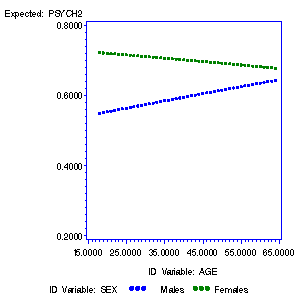 Expected: PSYCH2
0.8000
0.6000
0.4000
0.2000
15.0000 25.0000 35.0000 45.0000 55.0000 65.0000
ID Variable: AGE
ID Variable: SEX Males Females